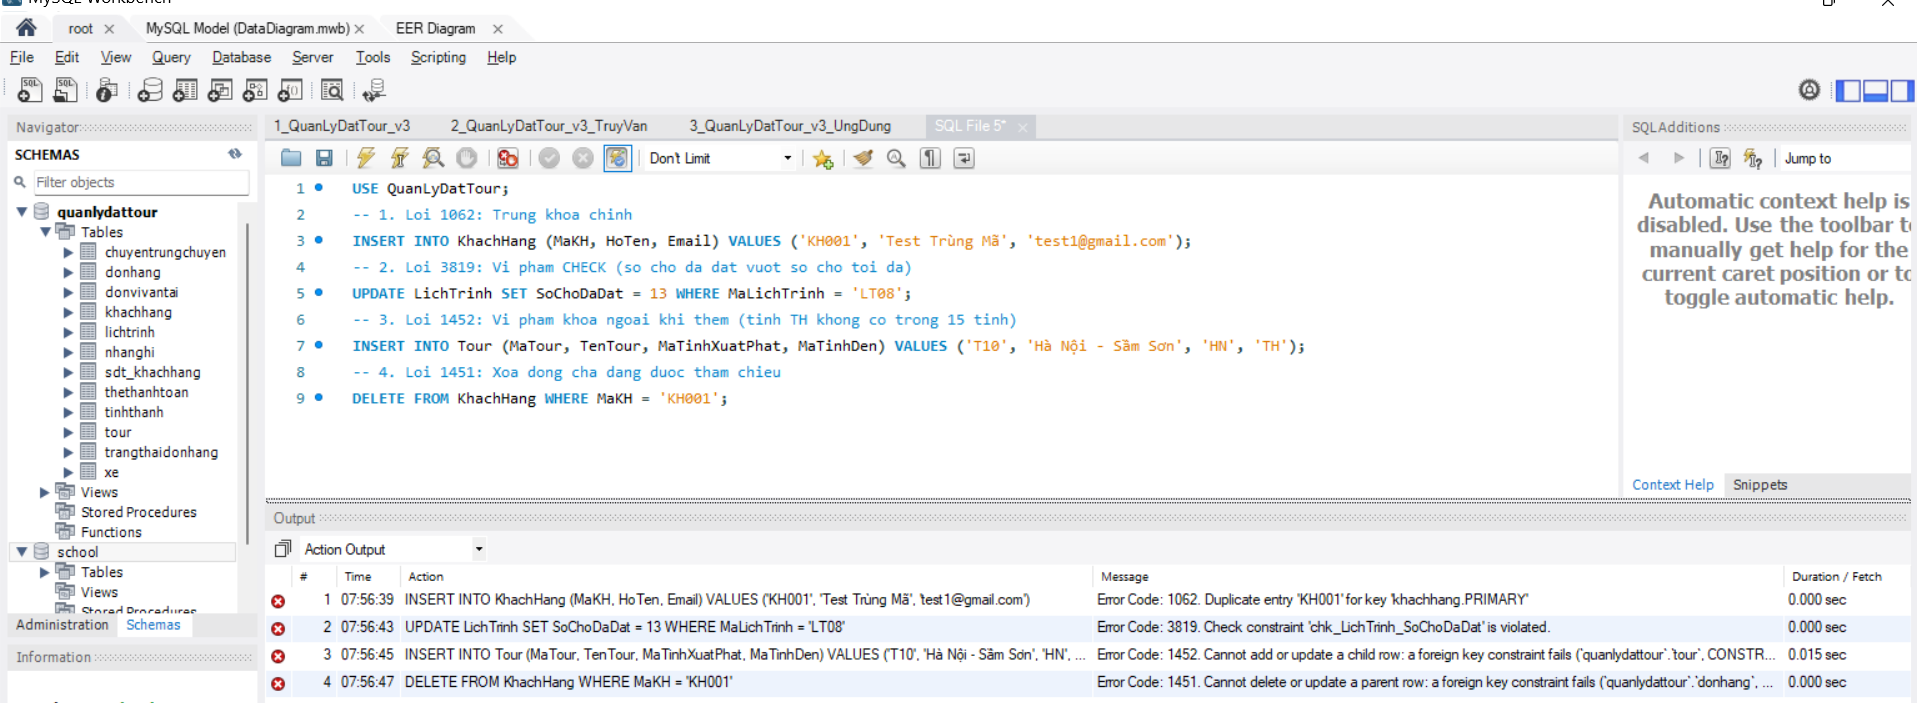 MySQL Workbench
root
MySQL Model (DataDiagram.mwb)
EER Diagram
File Edit View Query Database Server Tools Scripting Help
Navigator
SCHEMAS
Filter objects
quanlydattour
Tables
chuyentrungchuyen
donhang
donvivantai
khachhang
lichtrinh
nhanghi
sdt_khachhang
thethanhtoan
tinhthanh
tour
trangthaidonhang
xe
Views
Stored Procedures
Functions
school
Tables
Views
Stored Procedures
Administration Schemas
Information
1_QuanLyDatTour_v3 2_QuanLyDatTour_v3_TruyVan 3_QuanLyDatTour_v3_UngDung SQL File 5*
Don't Limit
1 USE QuanLyDatTour;
2 -- 1. Loi 1062: Trung khoa chinh
3 INSERT INTO KhachHang (MaKH, HoTen, Email) VALUES ('KH001', 'Test Trùng Mã', 'test1@gmail.com');
4 -- 2. Loi 3819: Vi pham CHECK (so cho da dat vuot so cho toi da)
5 UPDATE LichTrinh SET SoChoDaDat = 13 WHERE MaLichTrinh = 'LT08';
6 -- 3. Loi 1452: Vi pham khoa ngoai khi them (tinh TH khong co trong 15 tinh)
7 INSERT INTO Tour (MaTour, TenTour, MaTinhXuatPhat, MaTinhDen) VALUES ('T10', 'Hà Nội - Sầm Sơn', 'HN', 'TH');
8 -- 4. Loi 1451: Xoa dong cha dang duoc tham chieu
9 DELETE FROM KhachHang WHERE MaKH = 'KH001';
SQLAdditions
Jump to
Automatic context help is
disabled. Use the toolbar to
manually get help for the
current caret position or to
toggle automatic help.
Context Help Snippets
Output
Action Output
# Time Action Message Duration / Fetch
1 07:56:39 INSERT INTO KhachHang (MaKH, HoTen, Email) VALUES ('KH001', 'Test Trùng Mã', 'test1@gmail.com') Error Code: 1062. Duplicate entry 'KH001' for key 'khachhang.PRIMARY' 0.000 sec
2 07:56:43 UPDATE LichTrinh SET SoChoDaDat = 13 WHERE MaLichTrinh = 'LT08' Error Code: 3819. Check constraint 'chk_LichTrinh_SoChoDaDat' is violated. 0.000 sec
3 07:56:45 INSERT INTO Tour (MaTour, TenTour, MaTinhXuatPhat, MaTinhDen) VALUES ('T10', 'Hà Nội - Sầm Sơn', 'HN', ... Error Code: 1452. Cannot add or update a child row: a foreign key constraint fails (`quanlydattour`.`tour`, CONSTR... 0.015 sec
4 07:56:47 DELETE FROM KhachHang WHERE MaKH = 'KH001' Error Code: 1451. Cannot delete or update a parent row: a foreign key constraint fails (`quanlydattour`.`donhang`, ... 0.000 sec